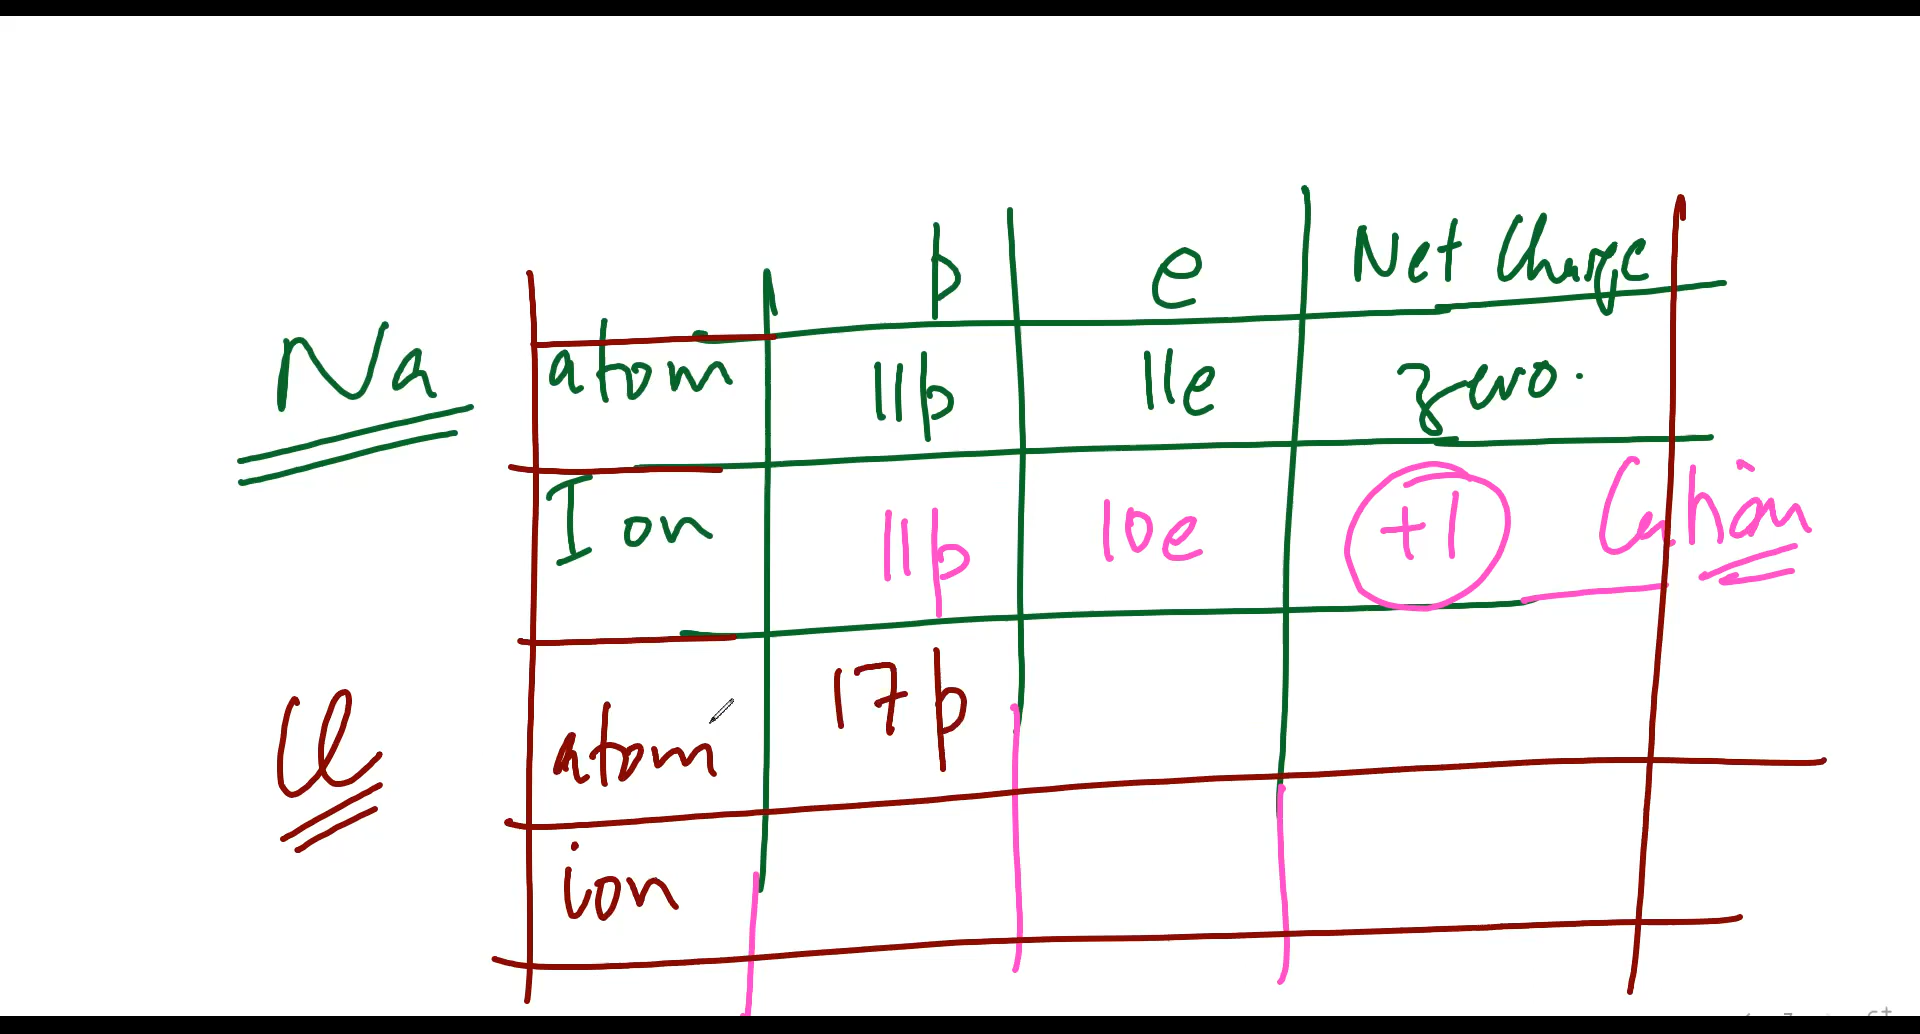 p e Net Charge
Na atom 11p 11e zero.
Ion 11p 10e +1 Cation
Cl atom 17p
ion